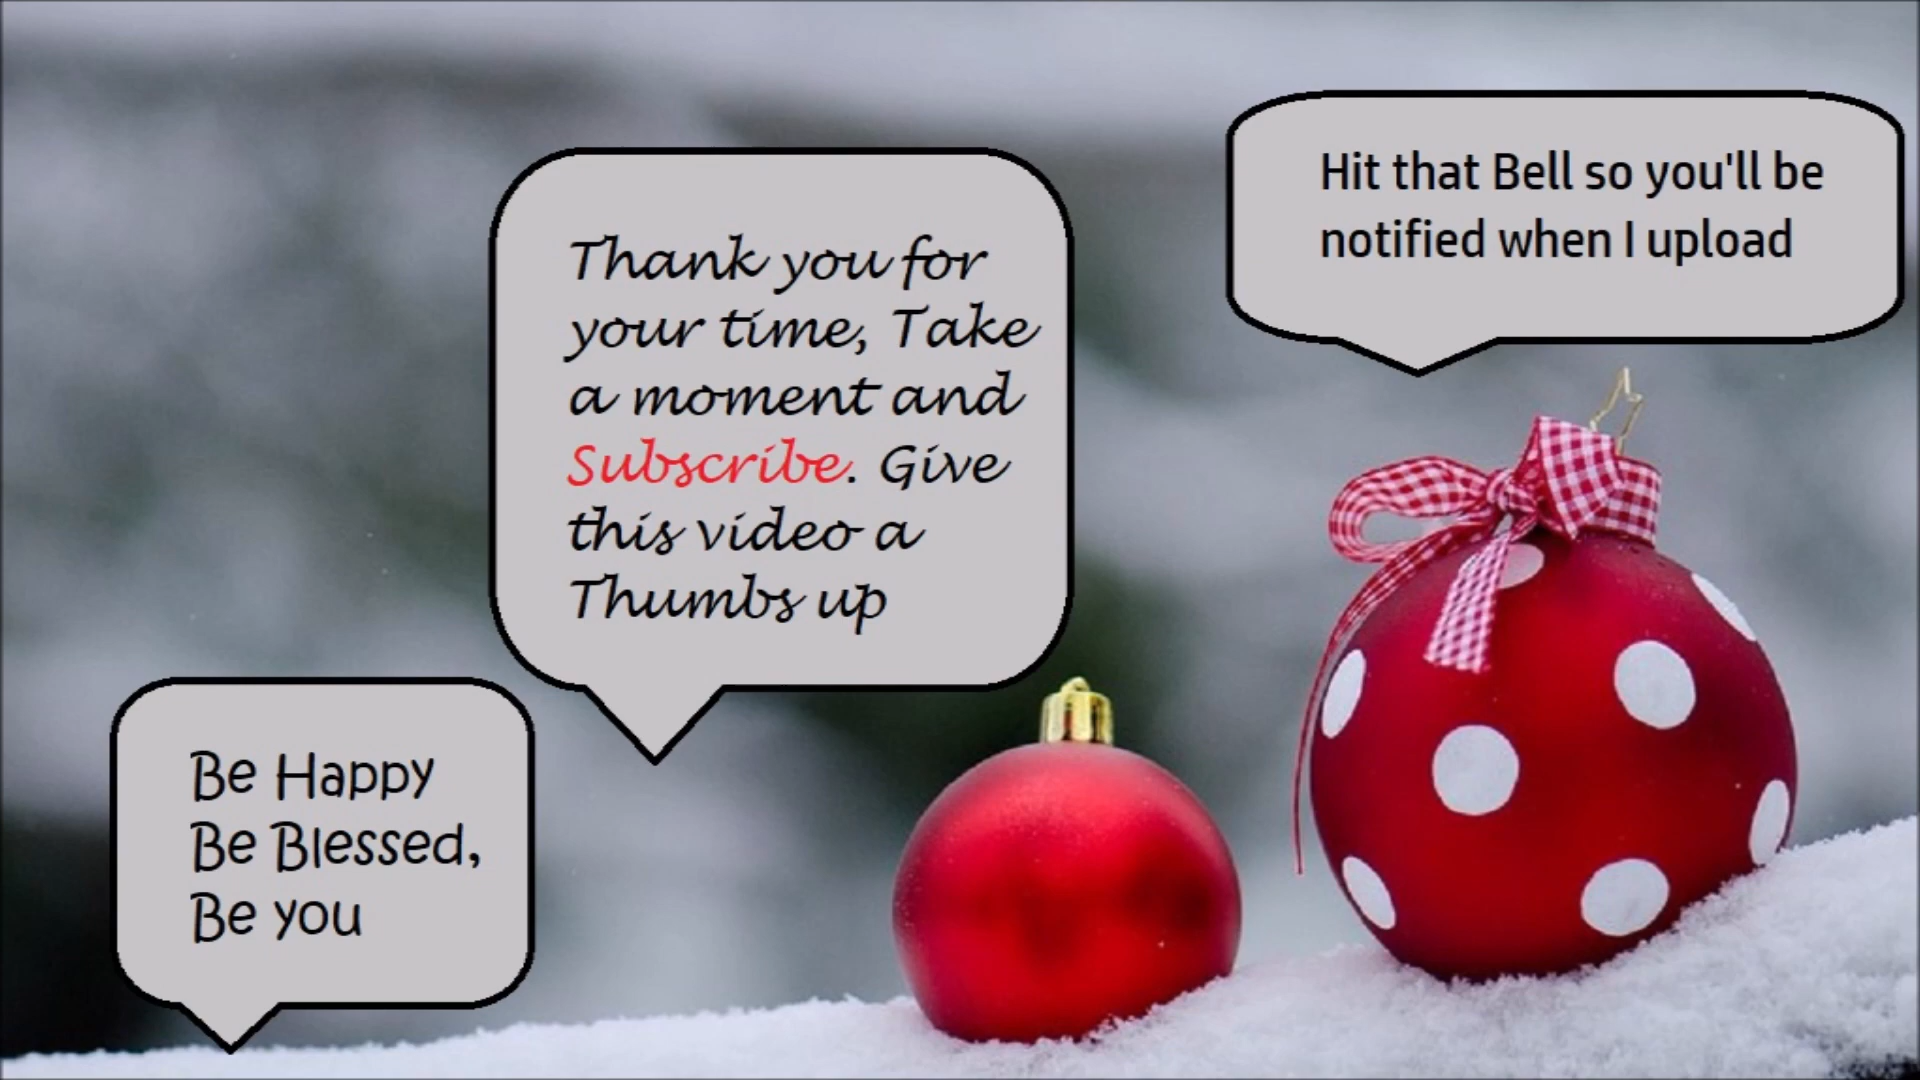 Hit that Bell so you'll be
notified when I upload
Thank you for
your time, Take
a moment and
Subscribe. Give
this video a
Thumbs up
Be Happy
Be Blessed,
Be you